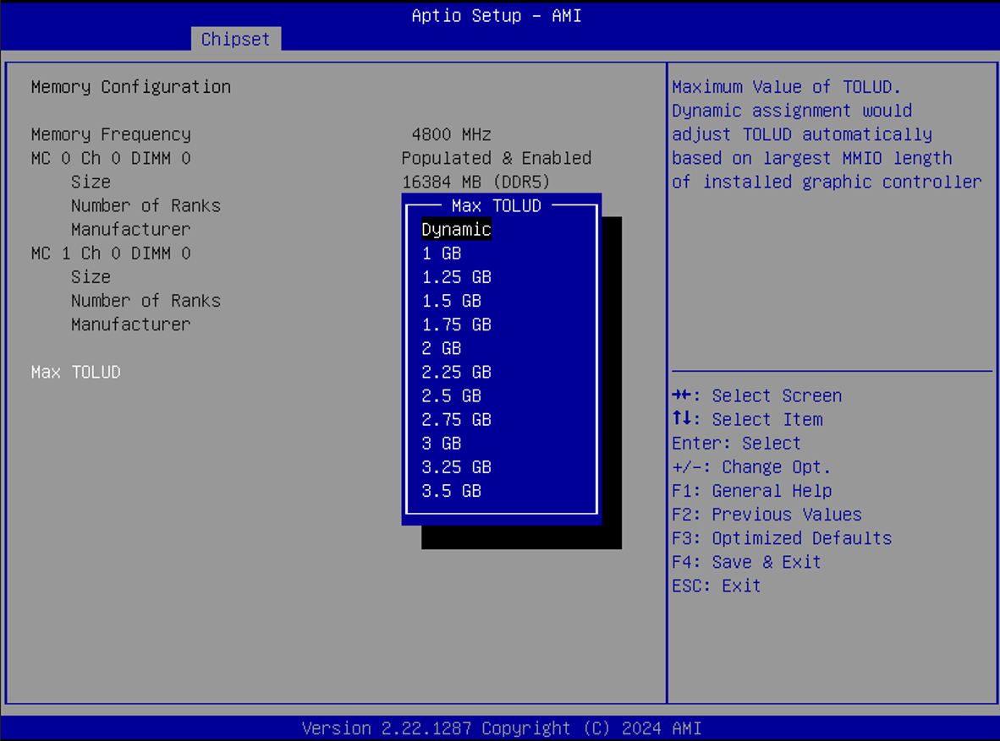 Aptio Setup - AMI
Chipset
Memory Configuration
Memory Frequency 4800 MHz
MC 0 Ch 0 DIMM 0 Populated & Enabled
Size 16384 MB (DDR5)
Number of Ranks
Manufacturer
MC 1 Ch 0 DIMM 0
Size
Number of Ranks
Manufacturer
Max TOLUD
Max TOLUD
Dynamic
1 GB
1.25 GB
1.5 GB
1.75 GB
2 GB
2.25 GB
2.5 GB
2.75 GB
3 GB
3.25 GB
3.5 GB
Maximum Value of TOLUD.
Dynamic assignment would
adjust TOLUD automatically
based on largest MMIO length
of installed graphic controller
→←: Select Screen
↑↓: Select Item
Enter: Select
+/-: Change Opt.
F1: General Help
F2: Previous Values
F3: Optimized Defaults
F4: Save & Exit
ESC: Exit
Version 2.22.1287 Copyright (C) 2024 AMI